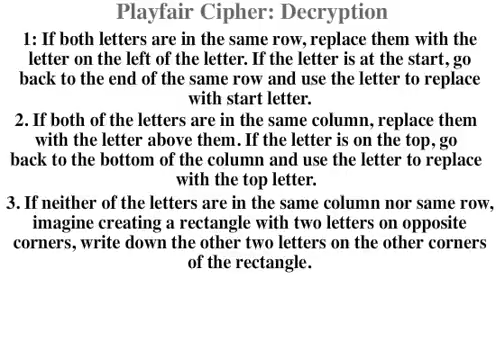 Playfair Cipher: Decryption
1: If both letters are in the same row, replace them with the
letter on the left of the letter. If the letter is at the start, go
back to the end of the same row and use the letter to replace
with start letter.
2. If both of the letters are in the same column, replace them
with the letter above them. If the letter is on the top, go
back to the bottom of the column and use the letter to replace
with the top letter.
3. If neither of the letters are in the same column nor same row,
imagine creating a rectangle with two letters on opposite
corners, write down the other two letters on the other corners
of the rectangle.